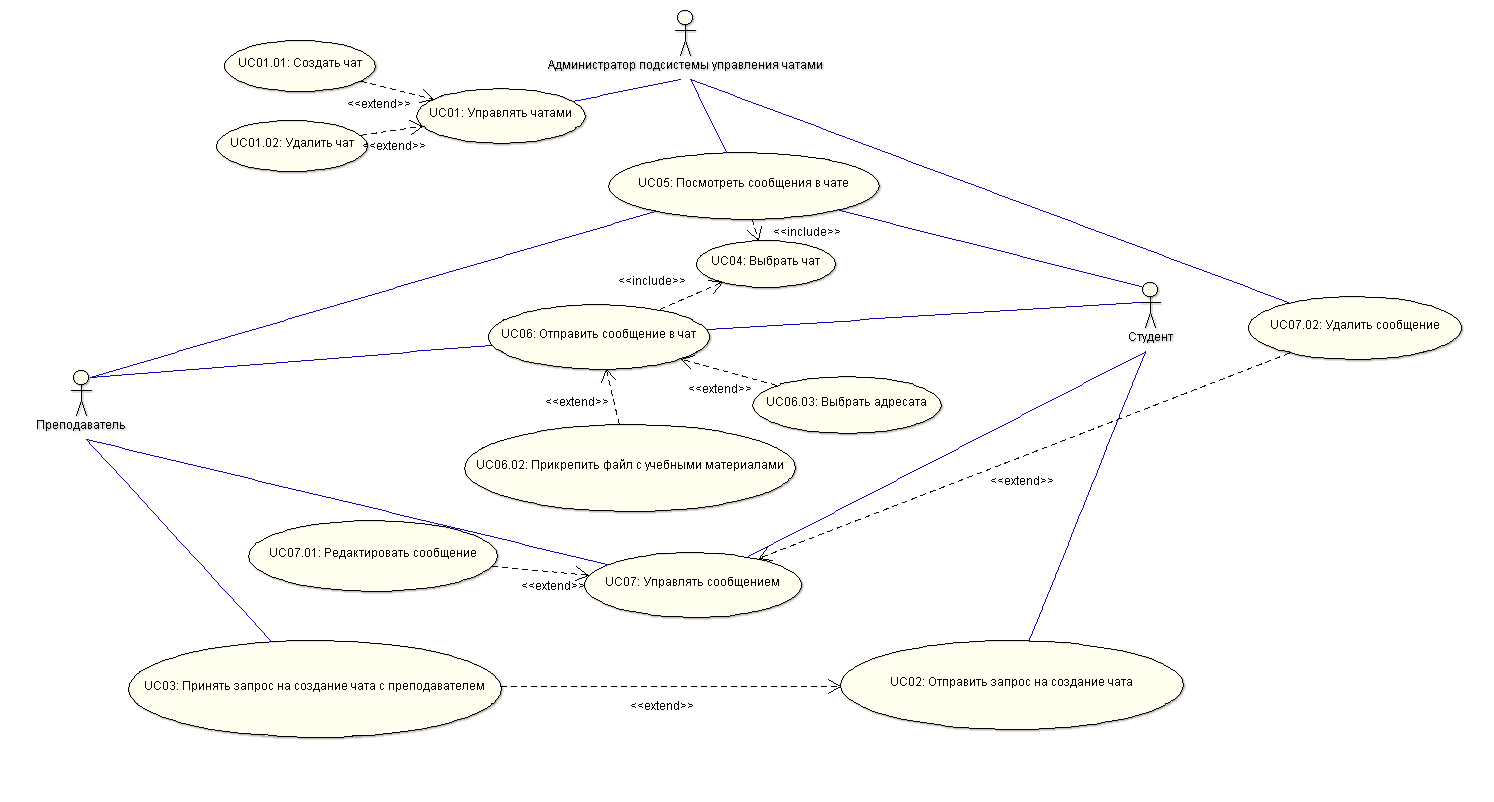 Администратор подсистемы управления чатами
UC01.01: Создать чат
<<extend>>
UC01: Управлять чатами
UC01.02: Удалить чат
<<extend>>
UC05: Посмотреть сообщения в чате
<<include>>
UC04: Выбрать чат
<<include>>
UC06: Отправить сообщение в чат
Студент
UC07.02: Удалить сообщение
<<extend>>
<<extend>>
UC06.03: Выбрать адресата
Преподаватель
UC06.02: Прикрепить файл с учебными материалами
<<extend>>
UC07.01: Редактировать сообщение
<<extend>>
UC07: Управлять сообщением
UC03: Принять запрос на создание чата с преподавателем
UC02: Отправить запрос на создание чата
<<extend>>